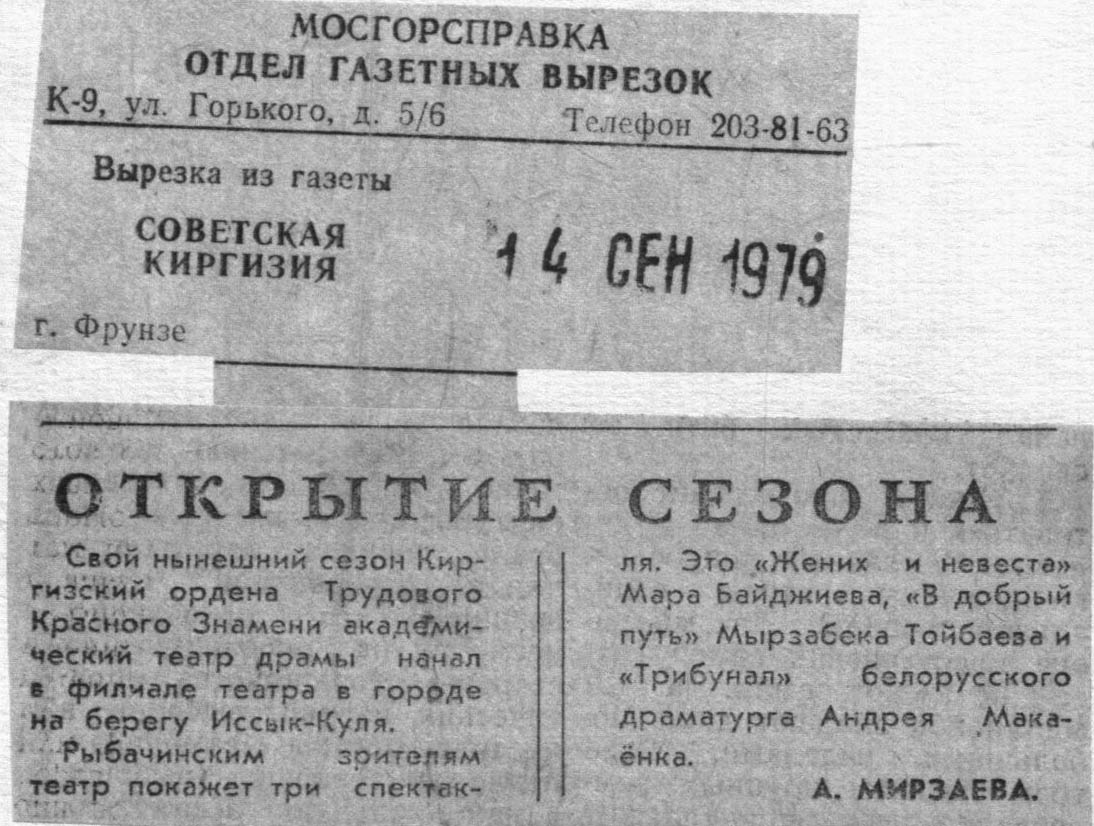 МОСГОРСПРАВКА
ОТДЕЛ ГАЗЕТНЫХ ВЫРЕЗОК
К-9, ул. Горького, д. 5/6 Телефон 203-81-63
Вырезка из газеты
СОВЕТСКАЯ
КИРГИЗИЯ
14 СЕН 1979
г. Фрунзе
ОТКРЫТИЕ СЕЗОНА
Свой нынешний сезон Кир-
гизский ордена Трудового
Красного Знамени академи-
ческий театр драмы начал
в филиале театра в городе
на берегу Иссык-Куля.
Рыбачинским зрителям
театр покажет три спектак-
ля. Это «Жених и невеста»
Мара Байджиева, «В добрый
путь» Мырзабека Тойбаева и
«Трибунал» белорусского
драматурга Андрея Мака-
ёнка.
А. МИРЗАЕВА.